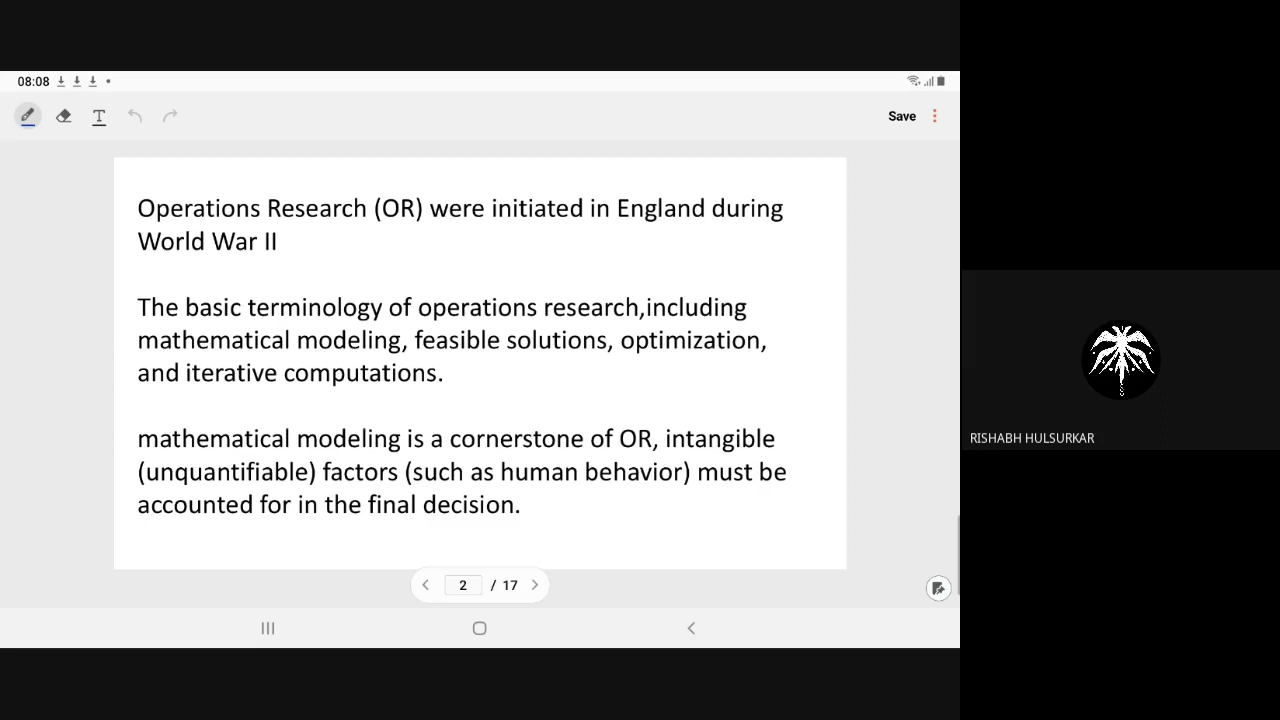 08:08
Save
Operations Research (OR) were initiated in England during
World War II
The basic terminology of operations research,including
mathematical modeling, feasible solutions, optimization,
and iterative computations.
mathematical modeling is a cornerstone of OR, intangible
(unquantifiable) factors (such as human behavior) must be
accounted for in the final decision.
2 / 17
RISHABH HULSURKAR